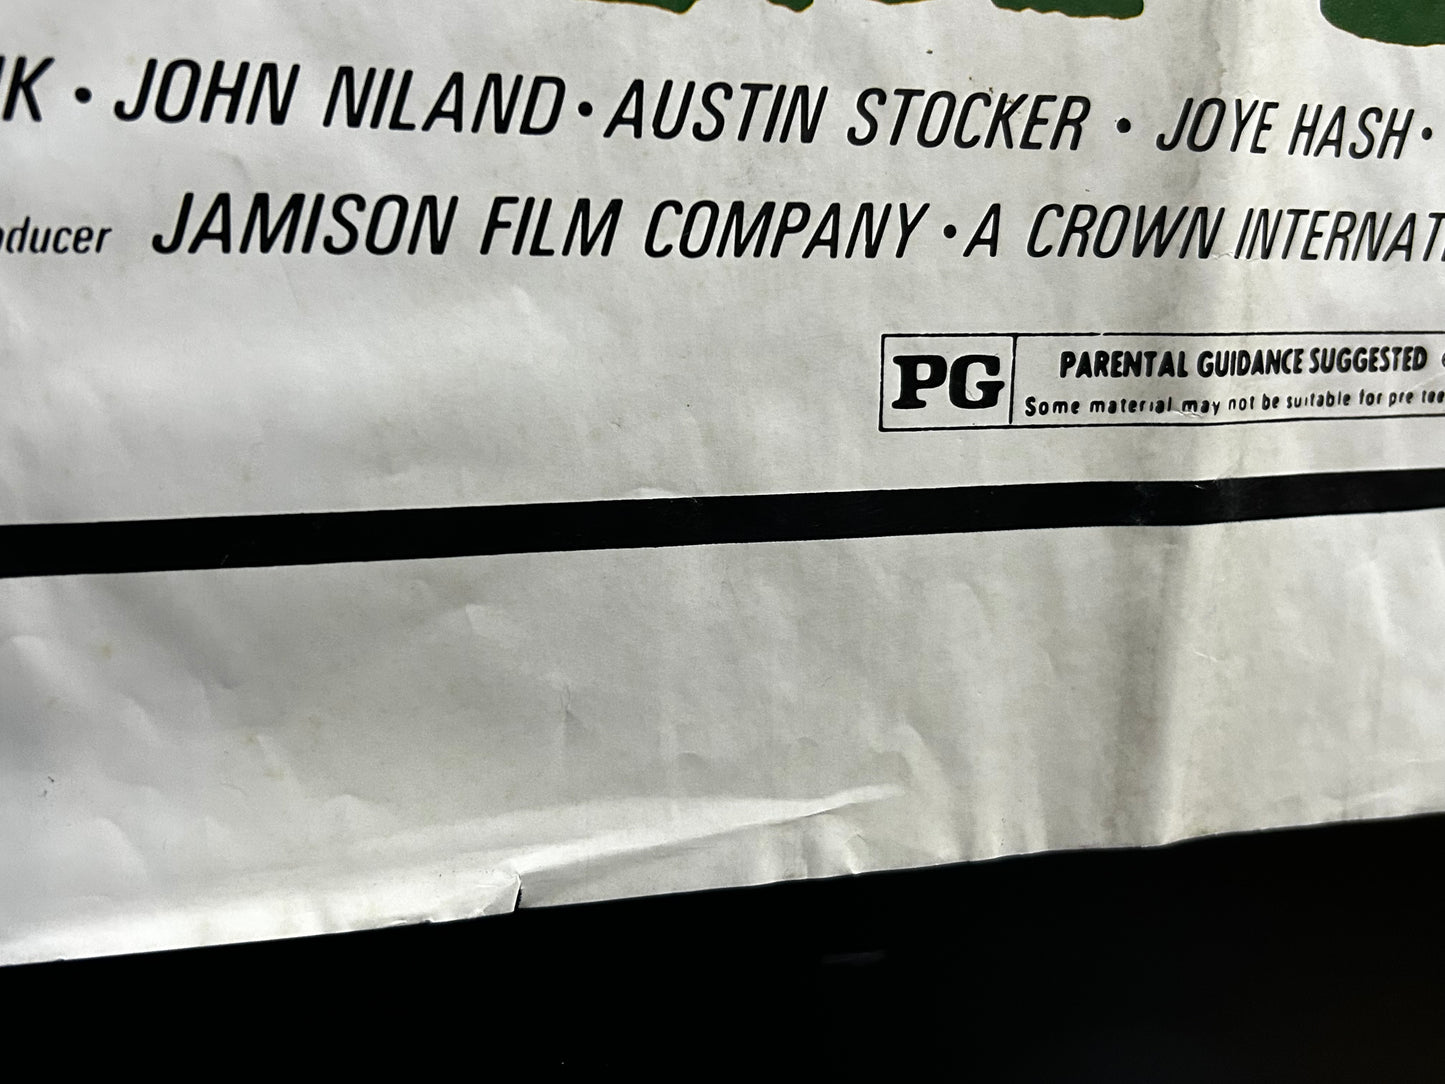 · JOHN NILAND · AUSTIN STOCKER · JOYE HASH ·
JAMISON FILM COMPANY · A CROWN
PG PARENTAL GUIDANCE SUGGESTED
Some material may not be suitable for pre